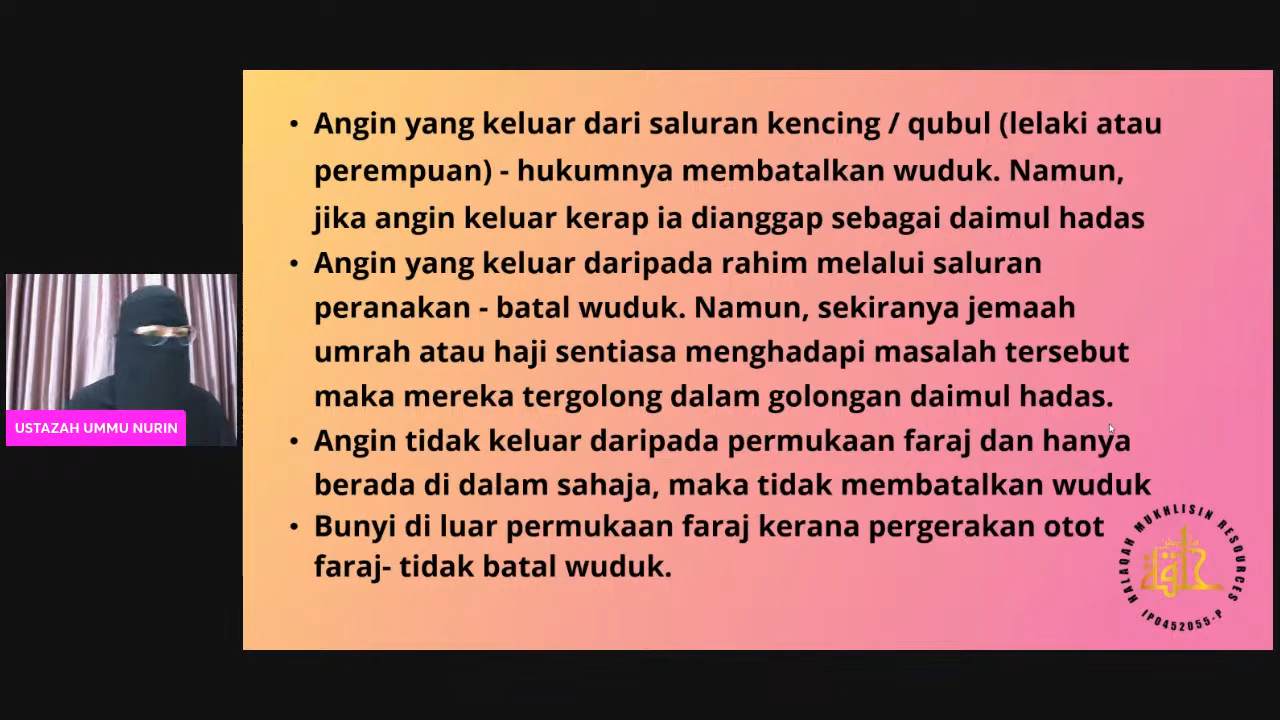 Angin yang keluar dari saluran kencing / qubul (lelaki atau
perempuan) - hukumnya membatalkan wuduk. Namun,
jika angin keluar kerap ia dianggap sebagai daimul hadas
Angin yang keluar daripada rahim melalui saluran
peranakan - batal wuduk. Namun, sekiranya jemaah
umrah atau haji sentiasa menghadapi masalah tersebut
maka mereka tergolong dalam golongan daimul hadas.
Angin tidak keluar daripada permukaan faraj dan hanya
berada di dalam sahaja, maka tidak membatalkan wuduk
Bunyi di luar permukaan faraj kerana pergerakan otot
faraj- tidak batal wuduk.
USTAZAH UMMU NURIN
HALAQAH MUKHLISIN RESOURCES
IP0452055-P